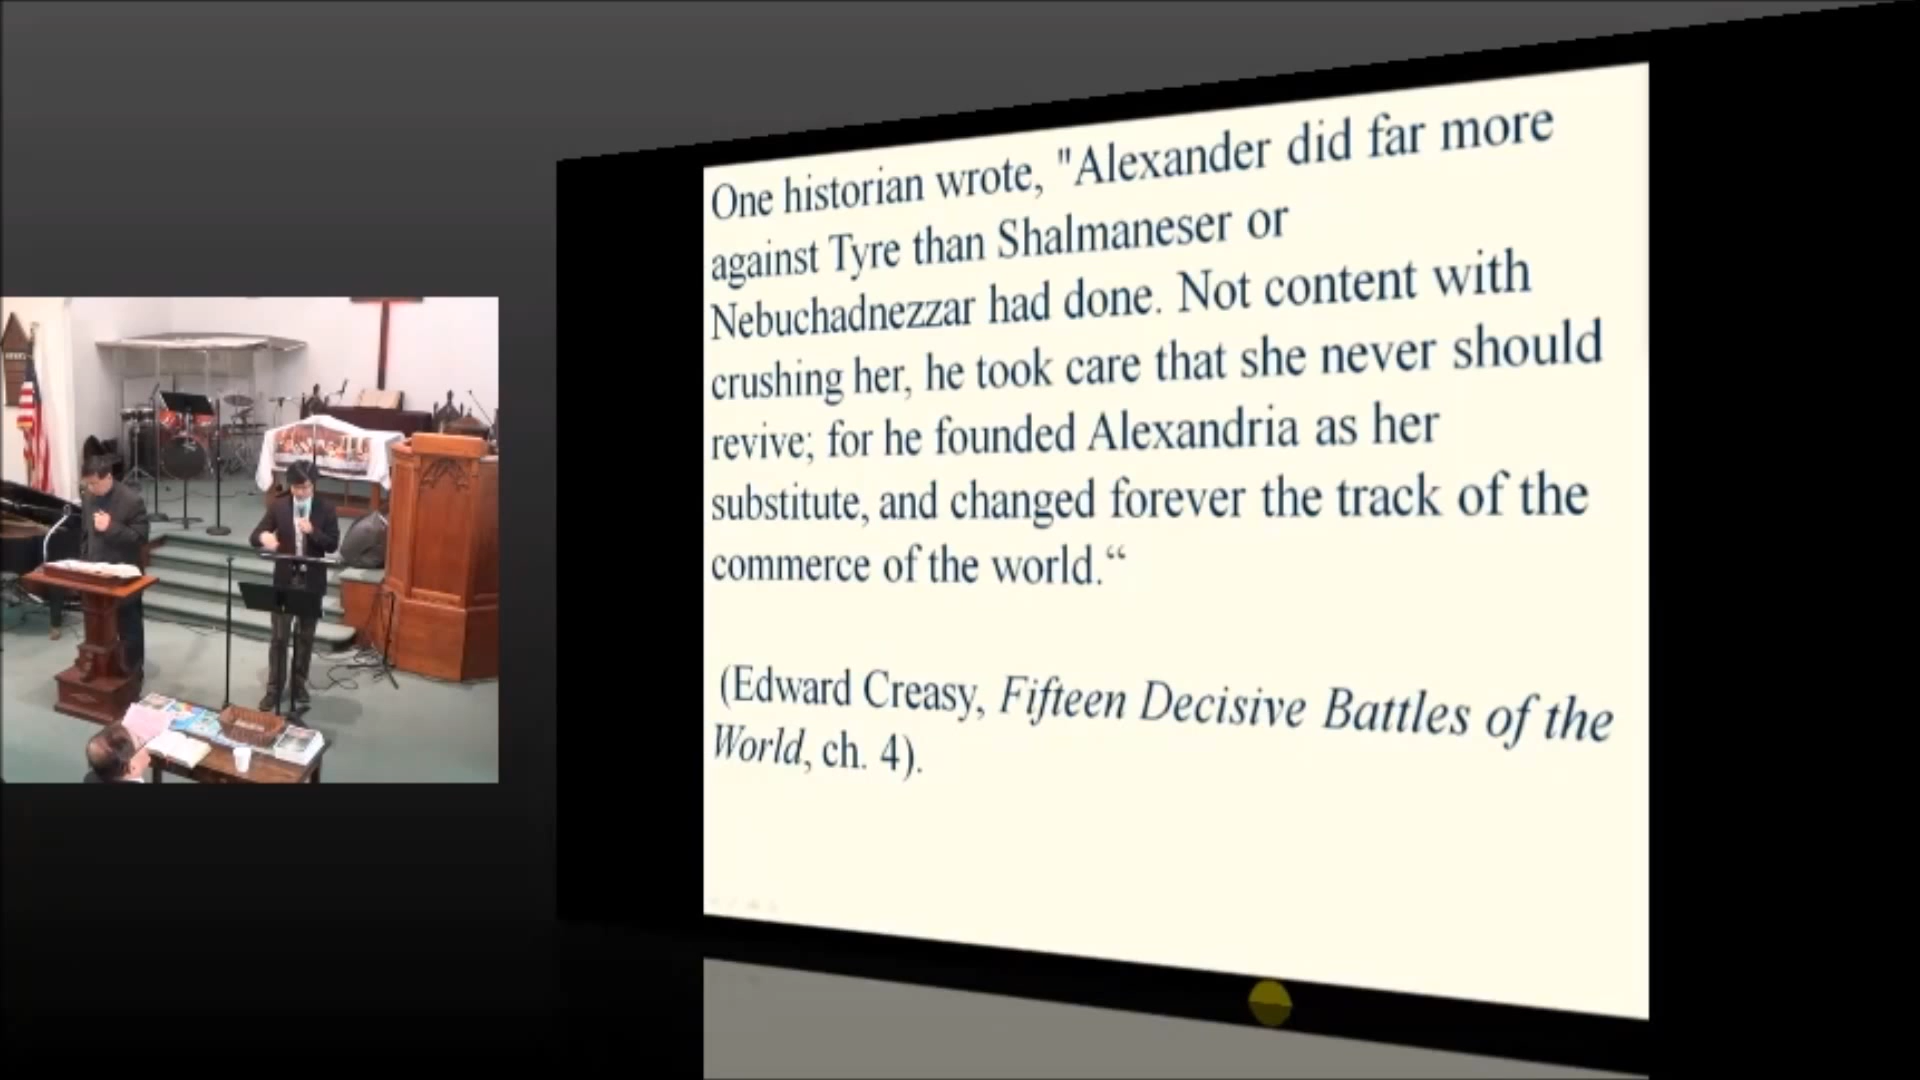 One historian wrote, "Alexander did far more
against Tyre than Shalmaneser or
Nebuchadnezzar had done. Not content with
crushing her, he took care that she never should
revive; for he founded Alexandria as her
substitute, and changed forever the track of the
commerce of the world.“
(Edward Creasy, Fifteen Decisive Battles of the
World, ch. 4).